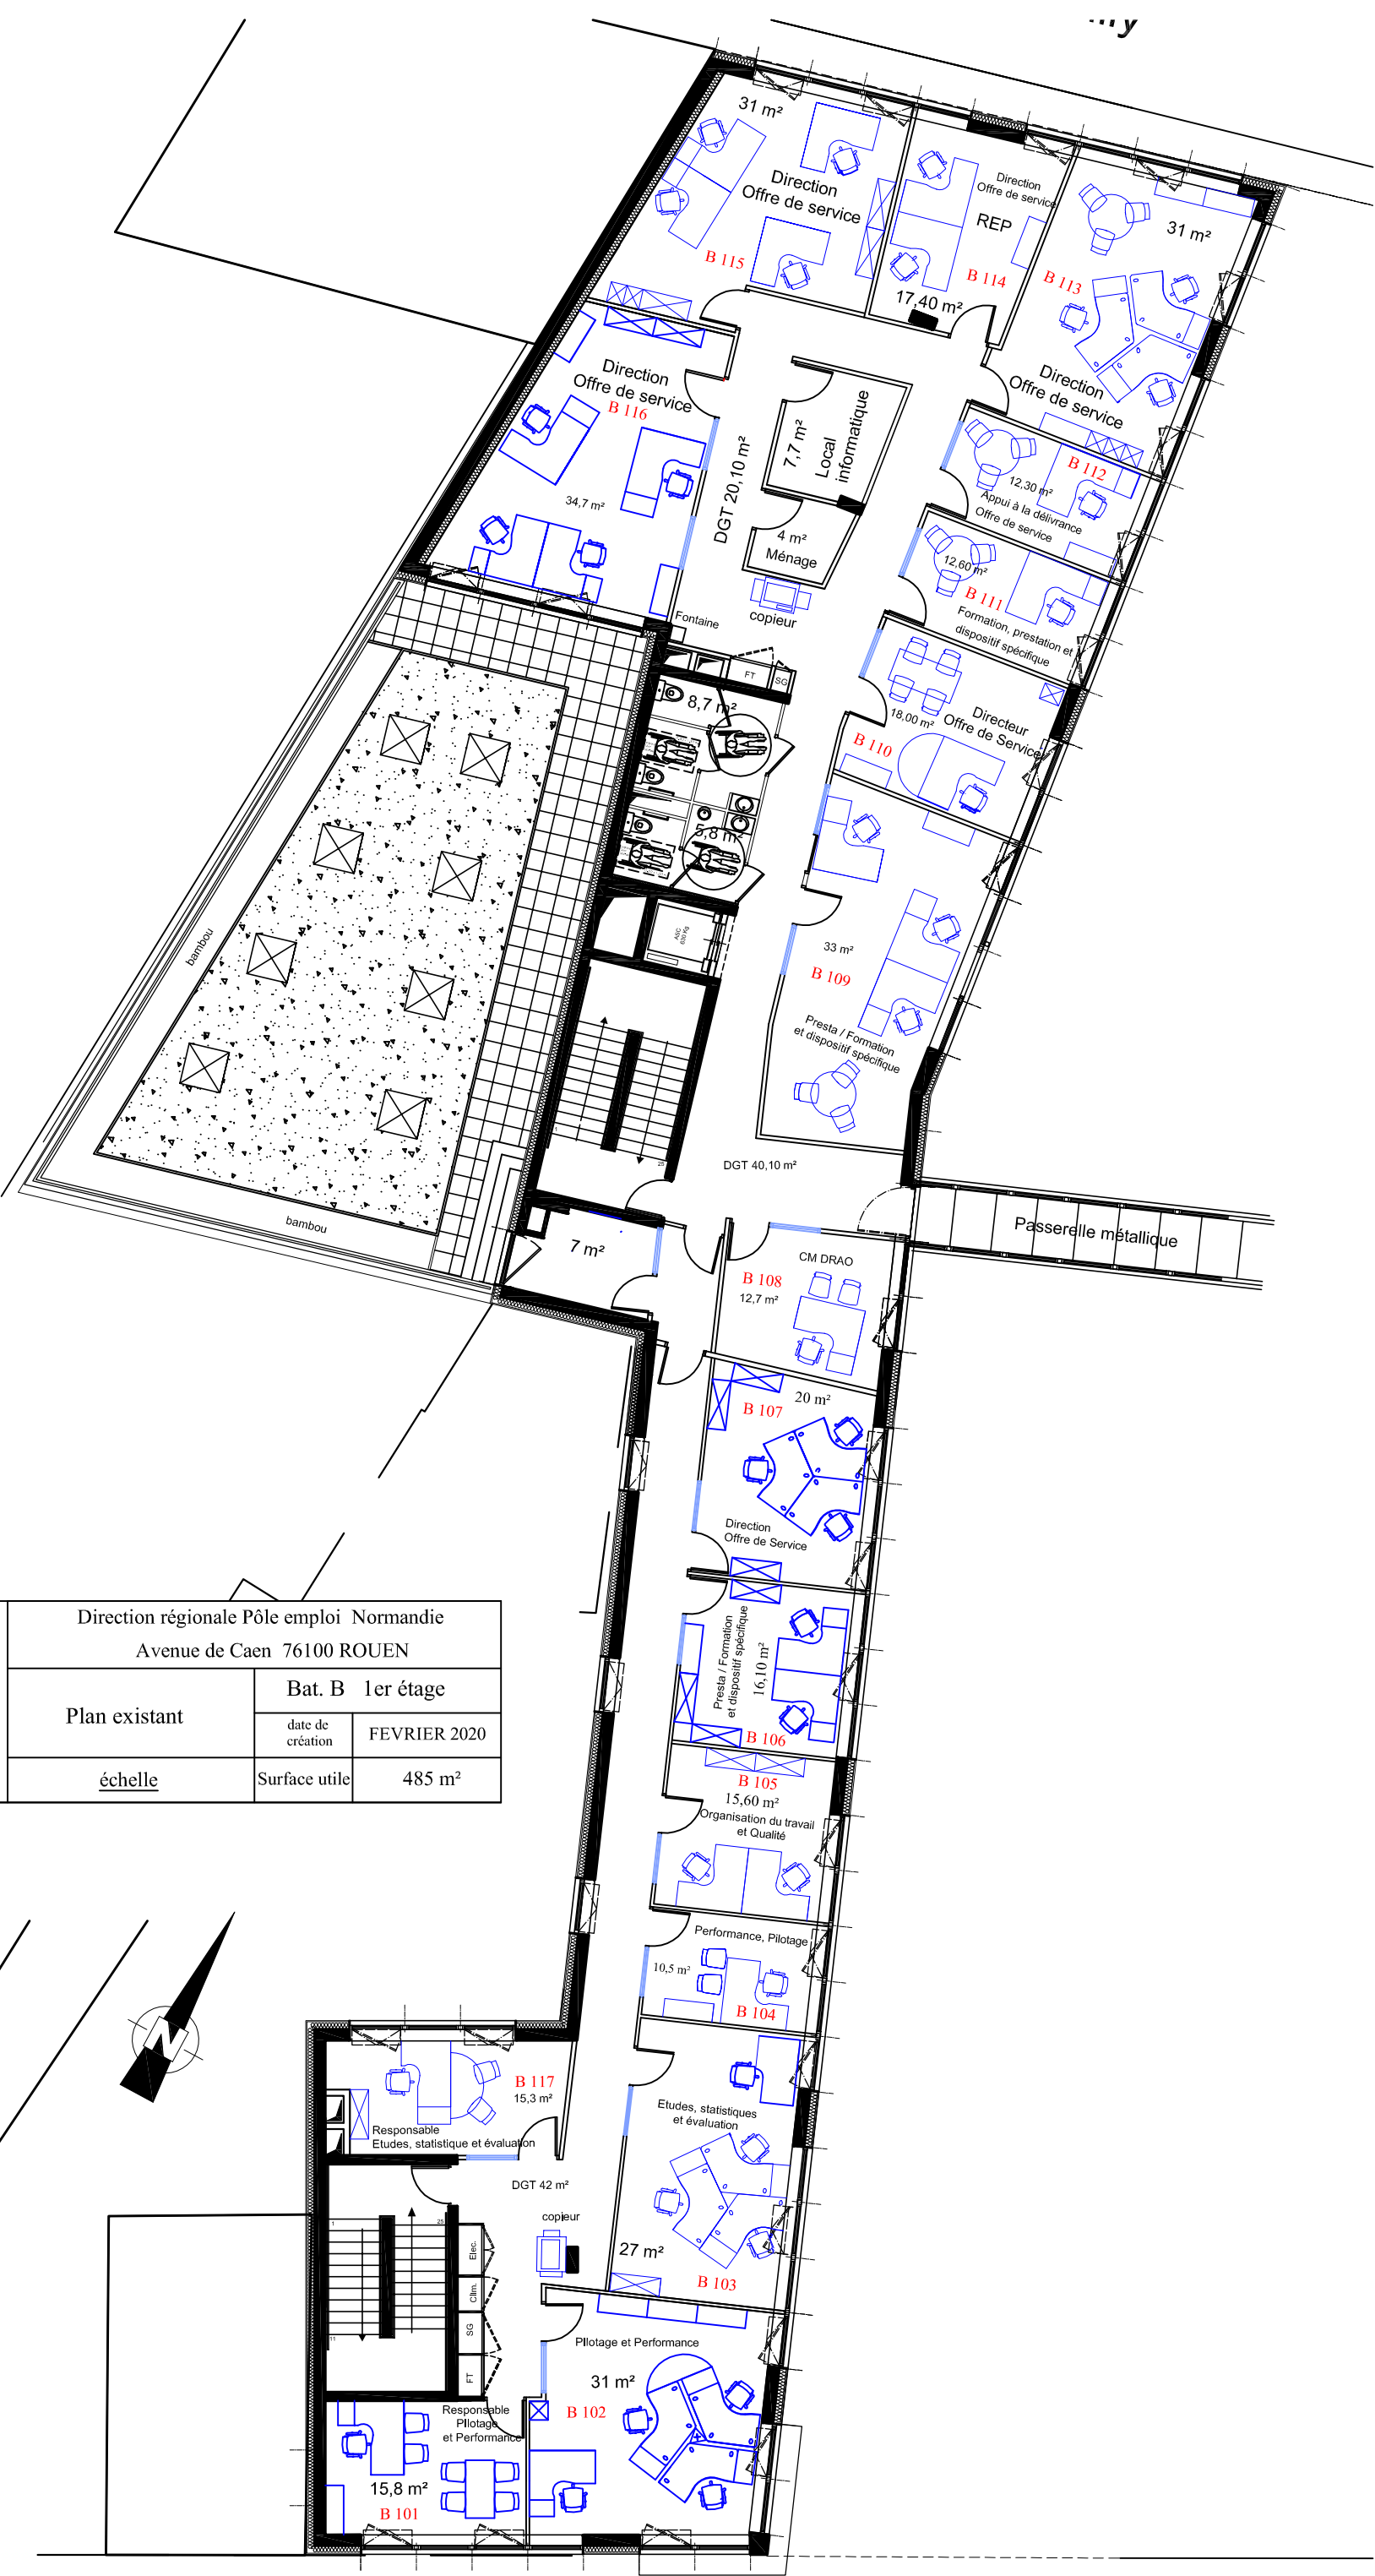 31 m²
Direction
Offre de service
B 115
Direction
Offre de service
REP
B 114
17,40 m²
31 m²
B 113
Direction
Offre de service
Direction
Offre de service
B 116
34,7 m²
DGT 20,10 m²
7,7 m²
Local
informatique
4 m²
Ménage
copieur
Fontaine
FT
SG
B 112
12,30 m²
Appui à la délivrance
Offre de service
12,60 m²
B 111
Formation, prestation et
dispositif spécifique
Directeur
Offre de Service
18,00 m²
B 110
8,7 m²
5,8 m²
ASC
630 Kg
33 m²
B 109
Presta / Formation
et dispositif spécifique
bambou
bambou
25
DGT 40,10 m²
Passerelle métallique
7 m²
CM DRAO
B 108
12,7 m²
20 m²
B 107
Direction
Offre de Service
Presta / Formation
et dispositif spécifique
16,10 m²
B 106
B 105
15,60 m²
Organisation du travail
et Qualité
Performance, Pilotage
10,5 m²
B 104
Direction régionale Pôle emploi Normandie
Avenue de Caen 76100 ROUEN
Plan existant
Bat. B 1er étage
date de
création
FEVRIER 2020
échelle
Surface utile
485 m²
N
B 117
15,3 m²
Responsable
Etudes, statistique et évaluation
Etudes, statistiques
et évaluation
27 m²
B 103
DGT 42 m²
copieur
1
25
11
Elec.
Clim.
SG
FT
Pilotage et Performance
31 m²
B 102
Responsable
Pilotage
et Performance
15,8 m²
B 101